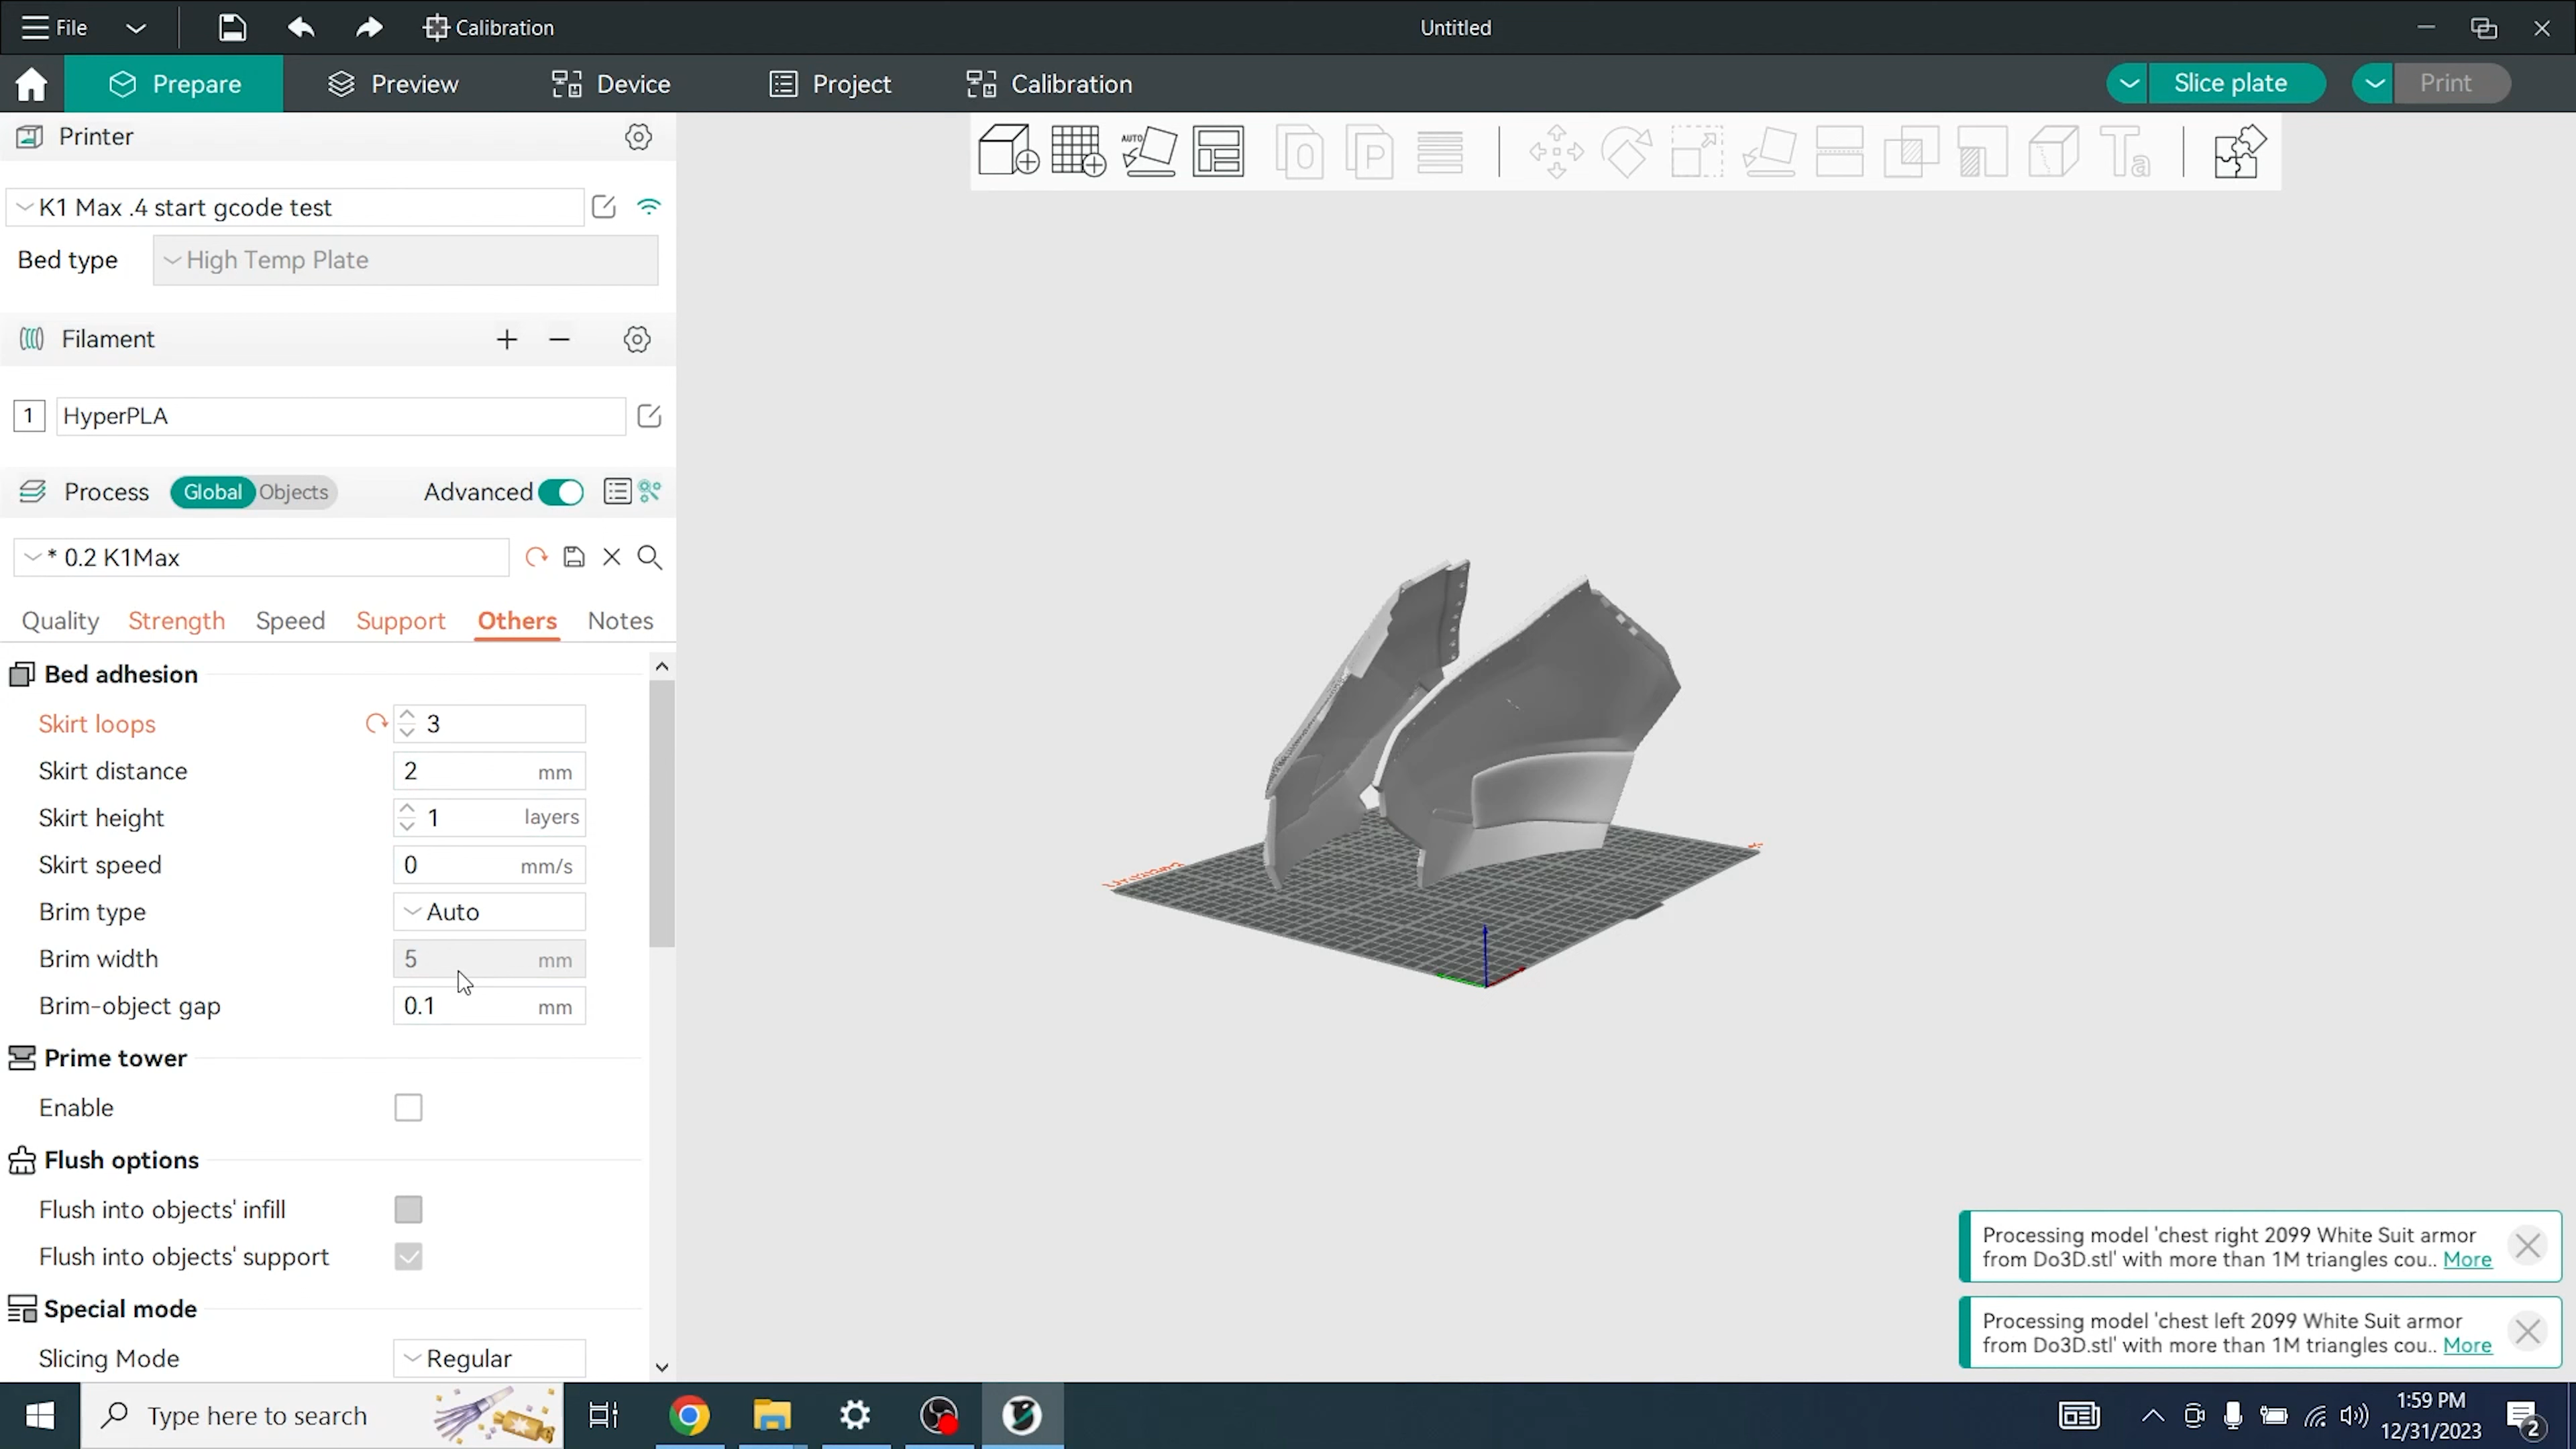 File
Calibration
Untitled
Prepare
Preview
Device
Project
Calibration
Slice plate
Print
Printer
K1 Max .4 start gcode test
Bed type
High Temp Plate
Filament
1
HyperPLA
Process
Global
Objects
Advanced
* 0.2 K1Max
Quality
Strength
Speed
Support
Others
Notes
Bed adhesion
Skirt loops
3
Skirt distance
2 mm
Skirt height
1 layers
Skirt speed
0 mm/s
Brim type
Auto
Brim width
5 mm
Brim-object gap
0.1 mm
Prime tower
Enable
Flush options
Flush into objects' infill
Flush into objects' support
Special mode
Slicing Mode
Regular
AUTO
O
P
Ta
Processing model 'chest right 2099 White Suit armor
from Do3D.stl' with more than 1M triangles cou.. More
Processing model 'chest left 2099 White Suit armor
from Do3D.stl' with more than 1M triangles cou.. More
Type here to search
1:59 PM
12/31/2023
2